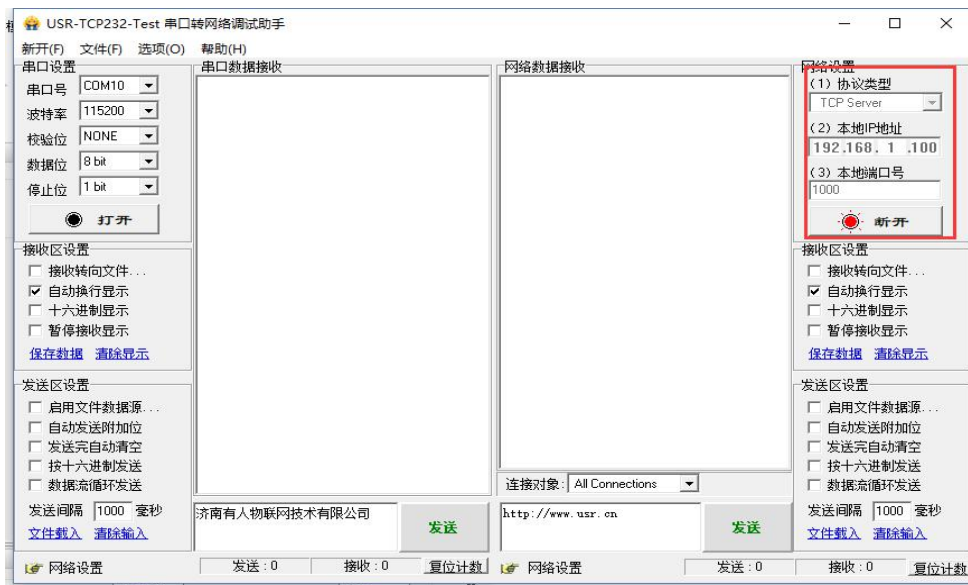 USR-TCP232-Test 串口转网络调试助手
新开(F) 文件(F) 选项(O) 帮助(H)
串口设置
串口号 COM10
波特率 115200
校验位 NONE
数据位 8 bit
停止位 1 bit
打开
接收区设置
接收转向文件...
自动换行显示
十六进制显示
暂停接收显示
保存数据 清除显示
发送区设置
启用文件数据源...
自动发送附加位
发送完自动清空
按十六进制发送
数据流循环发送
发送间隔 1000 毫秒
文件载入 清除输入
串口数据接收
济南有人物联网技术有限公司
发送
网络数据接收
连接对象: All Connections
http://www.usr.cn
发送
网络设置
(1) 协议类型
TCP Server
(2) 本地IP地址
192.168. 1 .100
(3) 本地端口号
1000
断开
接收区设置
接收转向文件...
自动换行显示
十六进制显示
暂停接收显示
保存数据 清除显示
发送区设置
启用文件数据源...
自动发送附加位
发送完自动清空
按十六进制发送
数据流循环发送
发送间隔 1000 毫秒
文件载入 清除输入
网络设置 发送:0 接收:0 复位计数
网络设置 发送:0 接收:0 复位计数